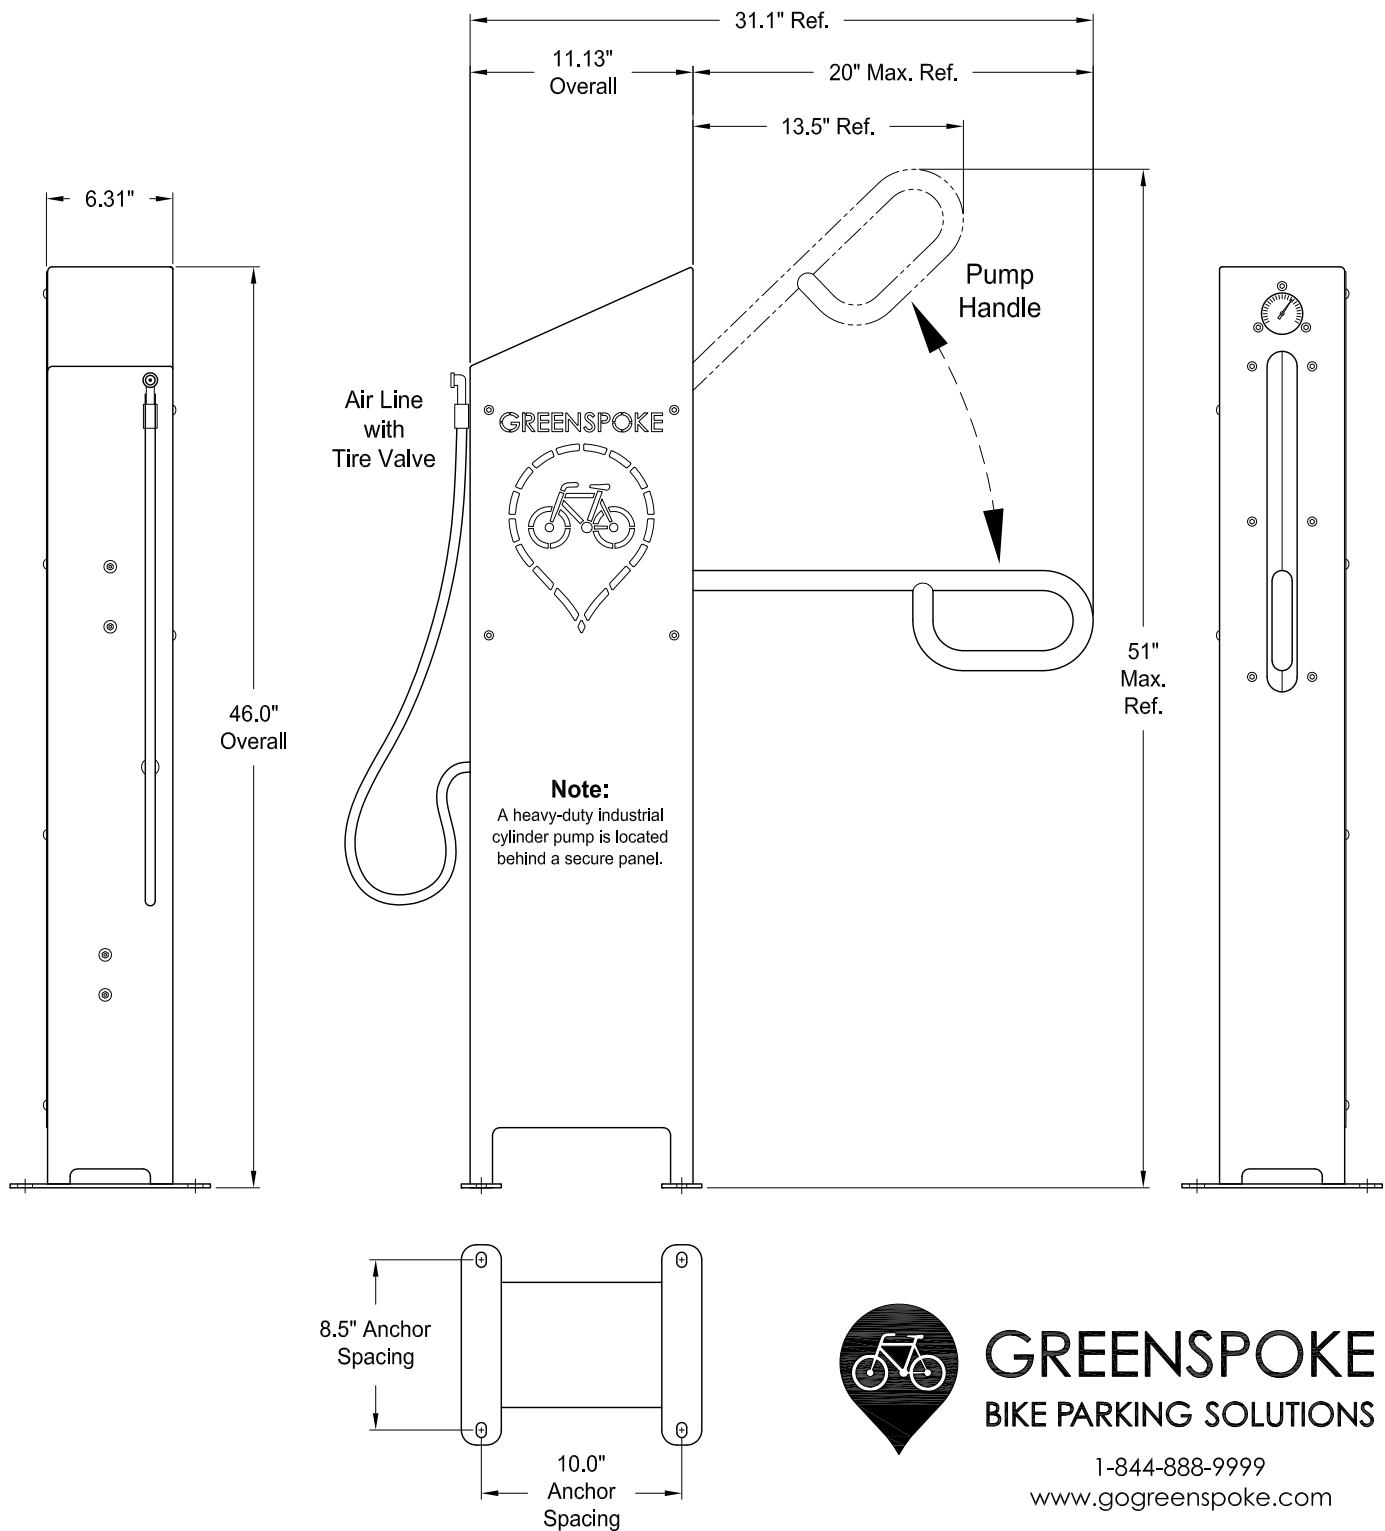 31.1" Ref.
11.13"
Overall
20" Max. Ref.
13.5" Ref.
6.31"
Pump
Handle
Air Line
with
Tire Valve
GREENSPOKE
51"
Max.
Ref.
46.0"
Overall
Note:
A heavy-duty industrial
cylinder pump is located
behind a secure panel.
8.5" Anchor
Spacing
10.0"
Anchor
Spacing
GREENSPOKE
BIKE PARKING SOLUTIONS
1-844-888-9999
www.gogreenspoke.com